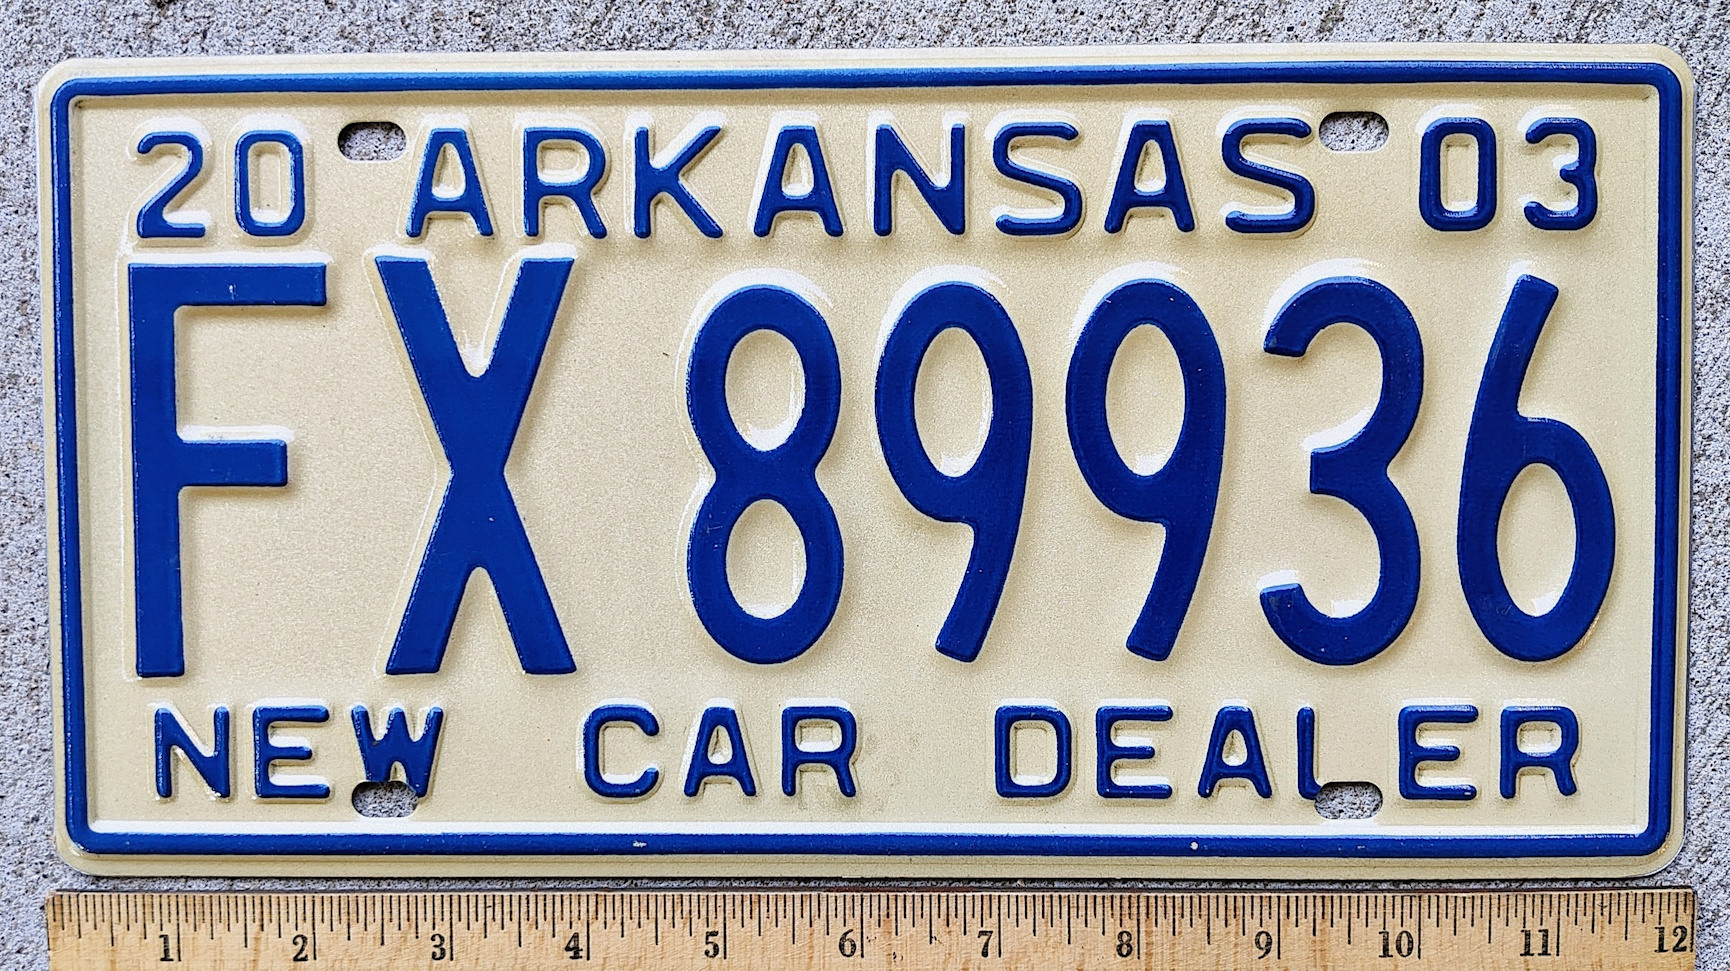 20 ARKANSAS 03
FX 89936
NEW CAR DEALER
1 2 3 4 5 6 7 8 9 10 11 12